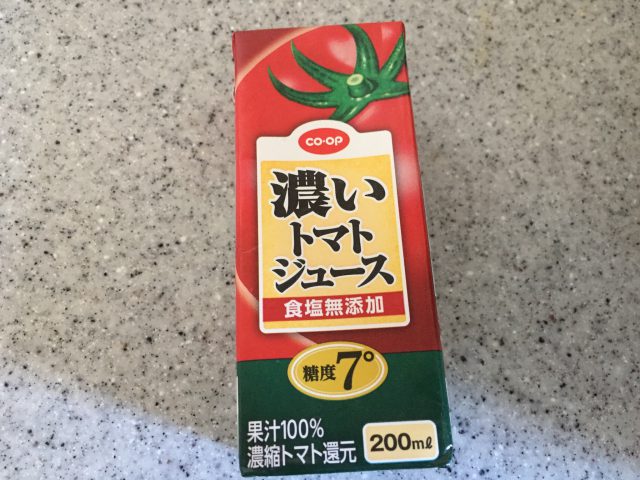 CO·OP
濃い
トマト
ジュース
食塩無添加
糖度7°
果汁100%
濃縮トマト還元
200ml